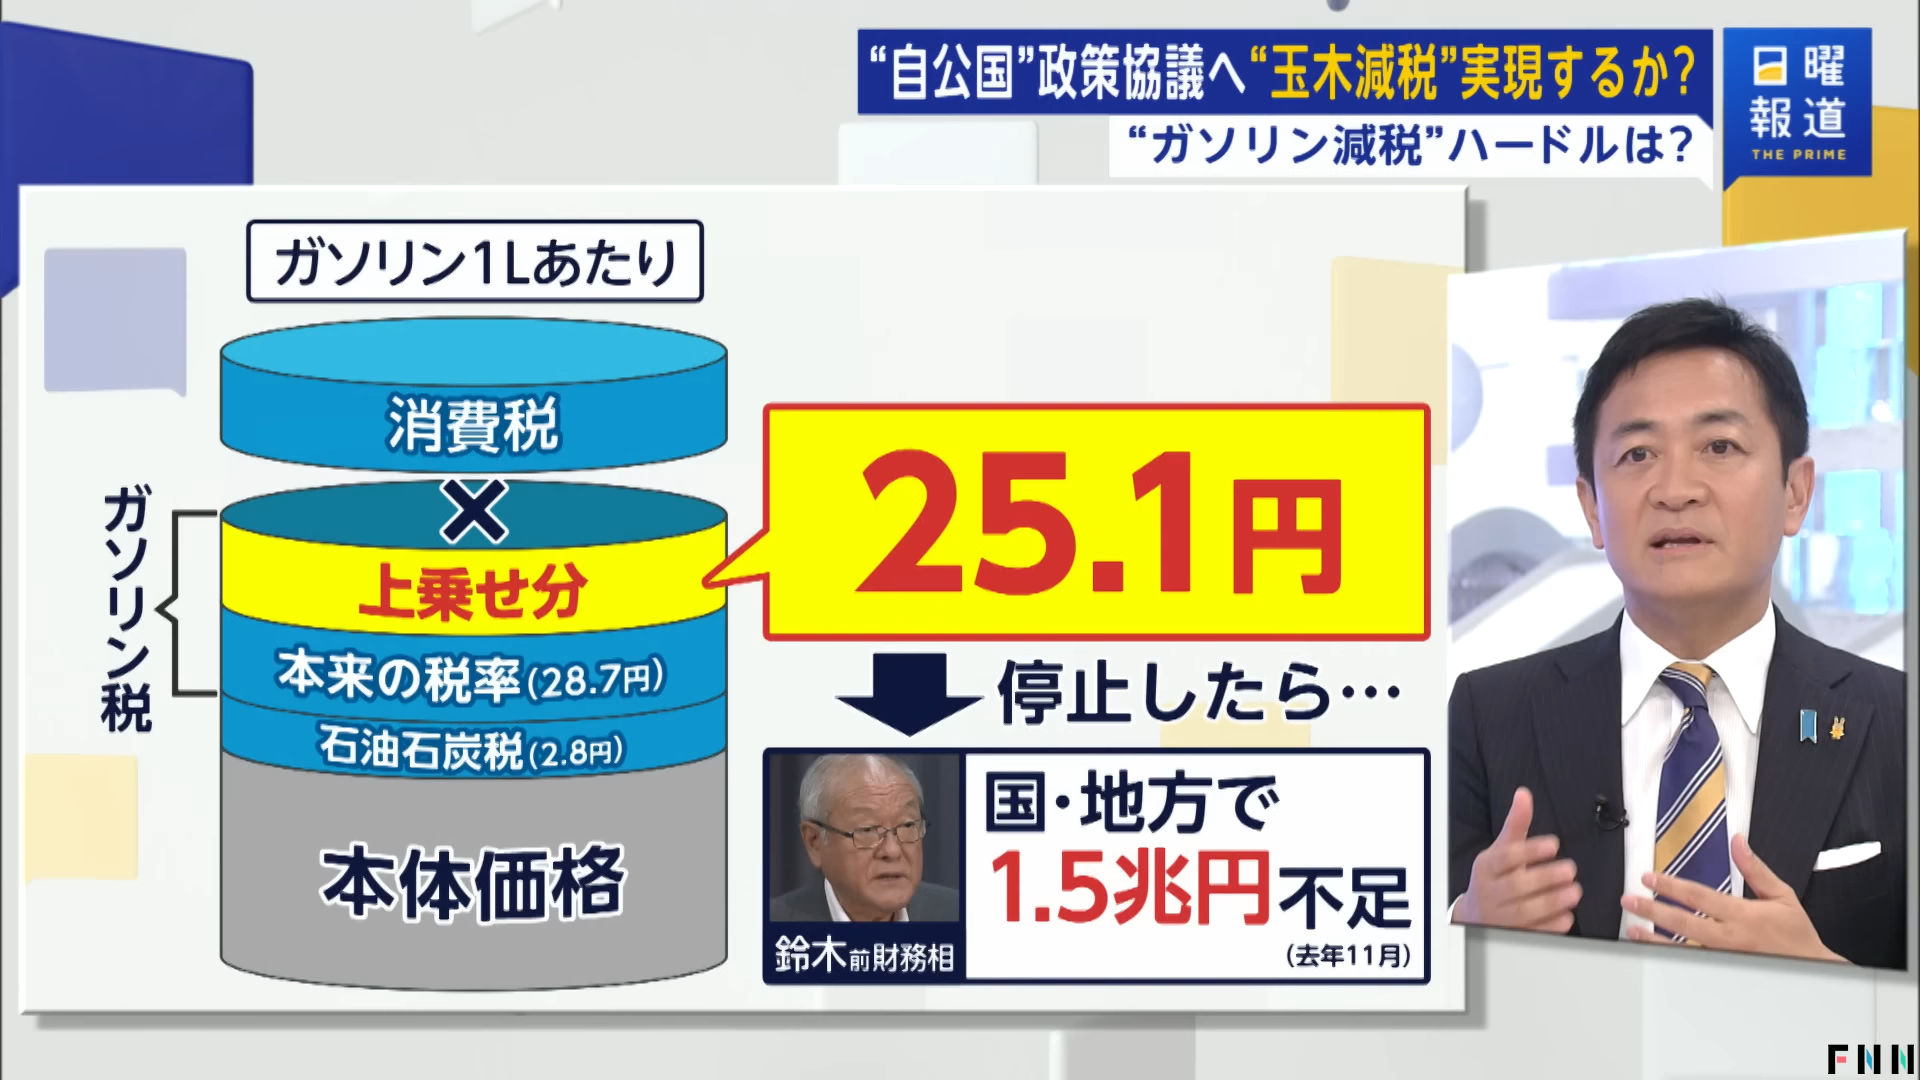 “自公国”政策協議へ“玉木減税”実現するか?
“ガソリン減税”ハードルは?
日曜
報道
THE PRIME
ガソリン1Lあたり
消費税
×
上乗せ分
本来の税率(28.7円)
石油石炭税(2.8円)
本体価格
ガソリン税
25.1円
停止したら…
国・地方で
1.5兆円不足
(去年11月)
鈴木前財務相
FNN